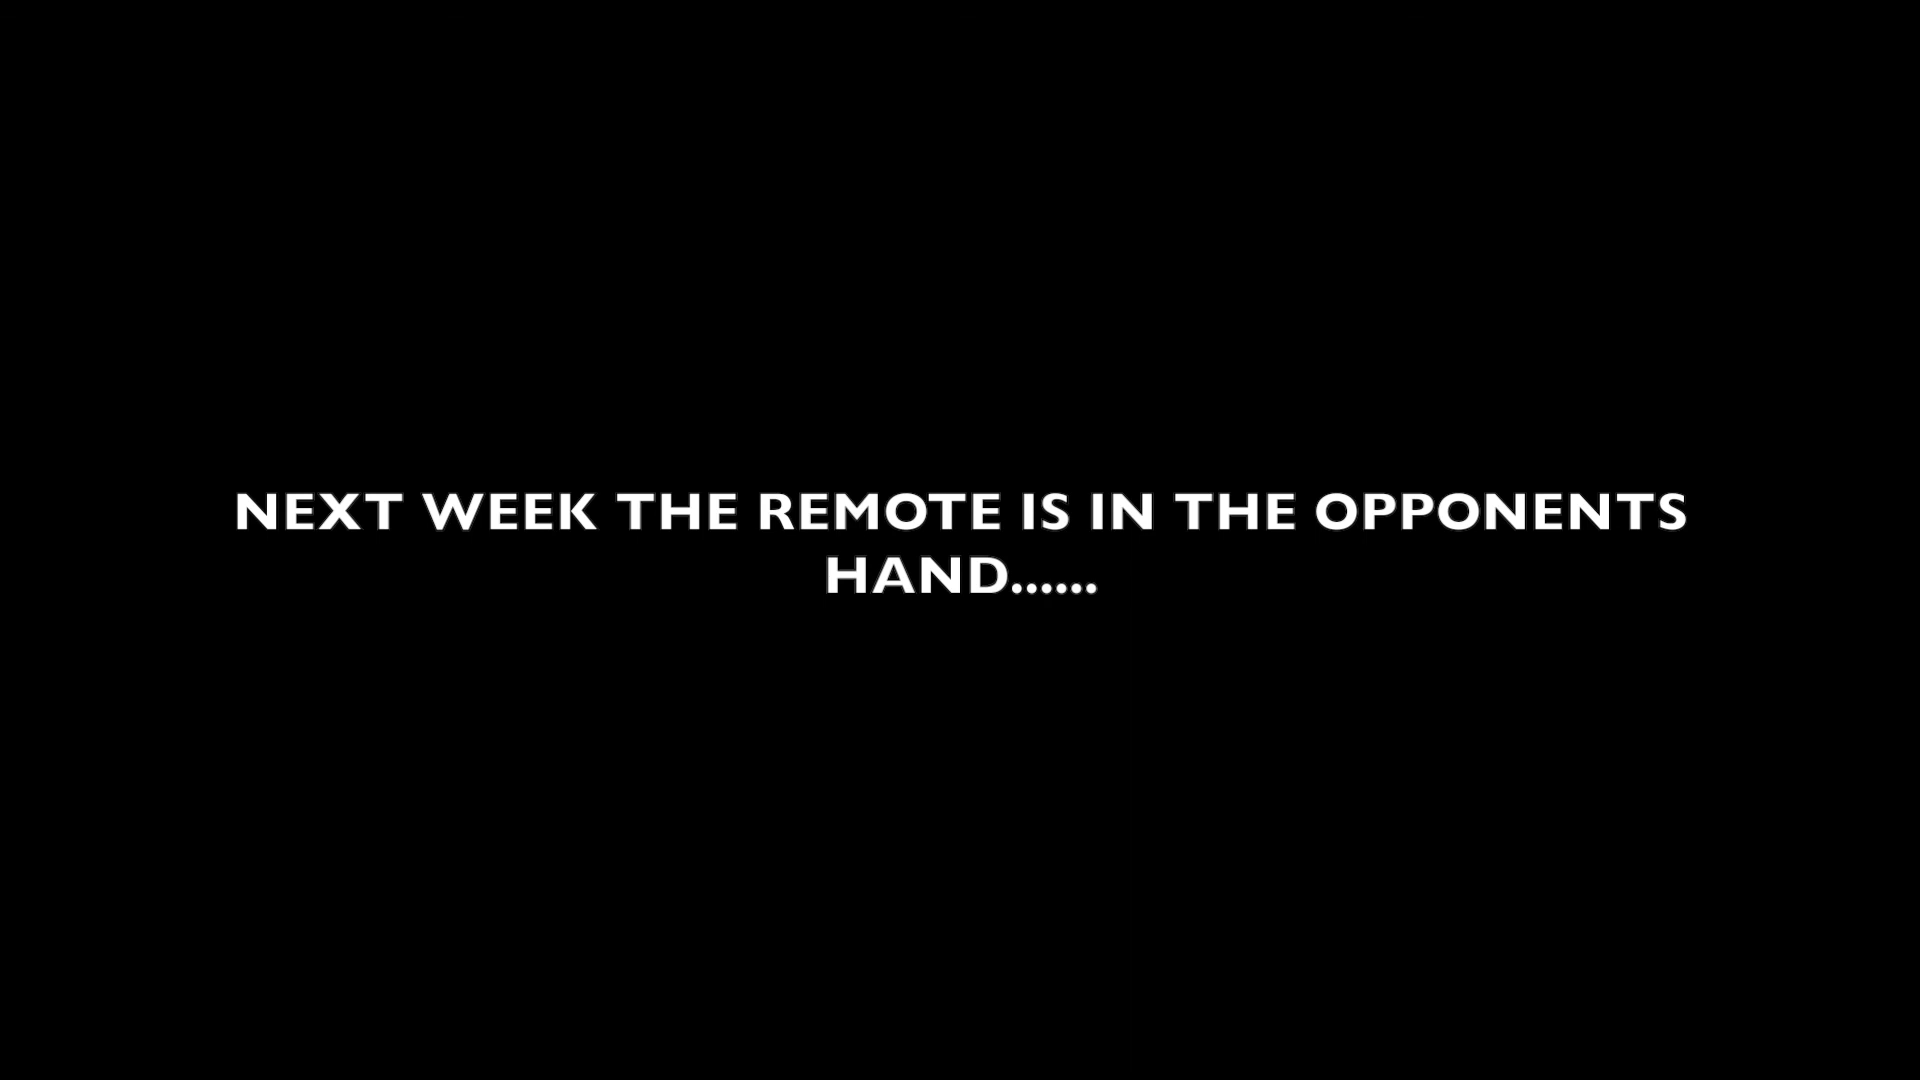 NEXT WEEK THE REMOTE IS IN THE OPPONENTS
HAND......